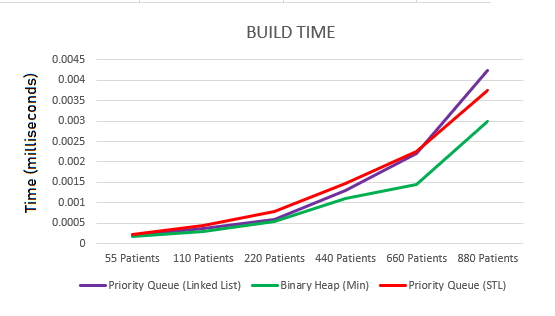 BUILD TIME
Time (milliseconds)
0.0045
0.004
0.0035
0.003
0.0025
0.002
0.0015
0.001
0.0005
0
55 Patients 110 Patients 220 Patients 440 Patients 660 Patients 880 Patients
Priority Queue (Linked List) Binary Heap (Min) Priority Queue (STL)